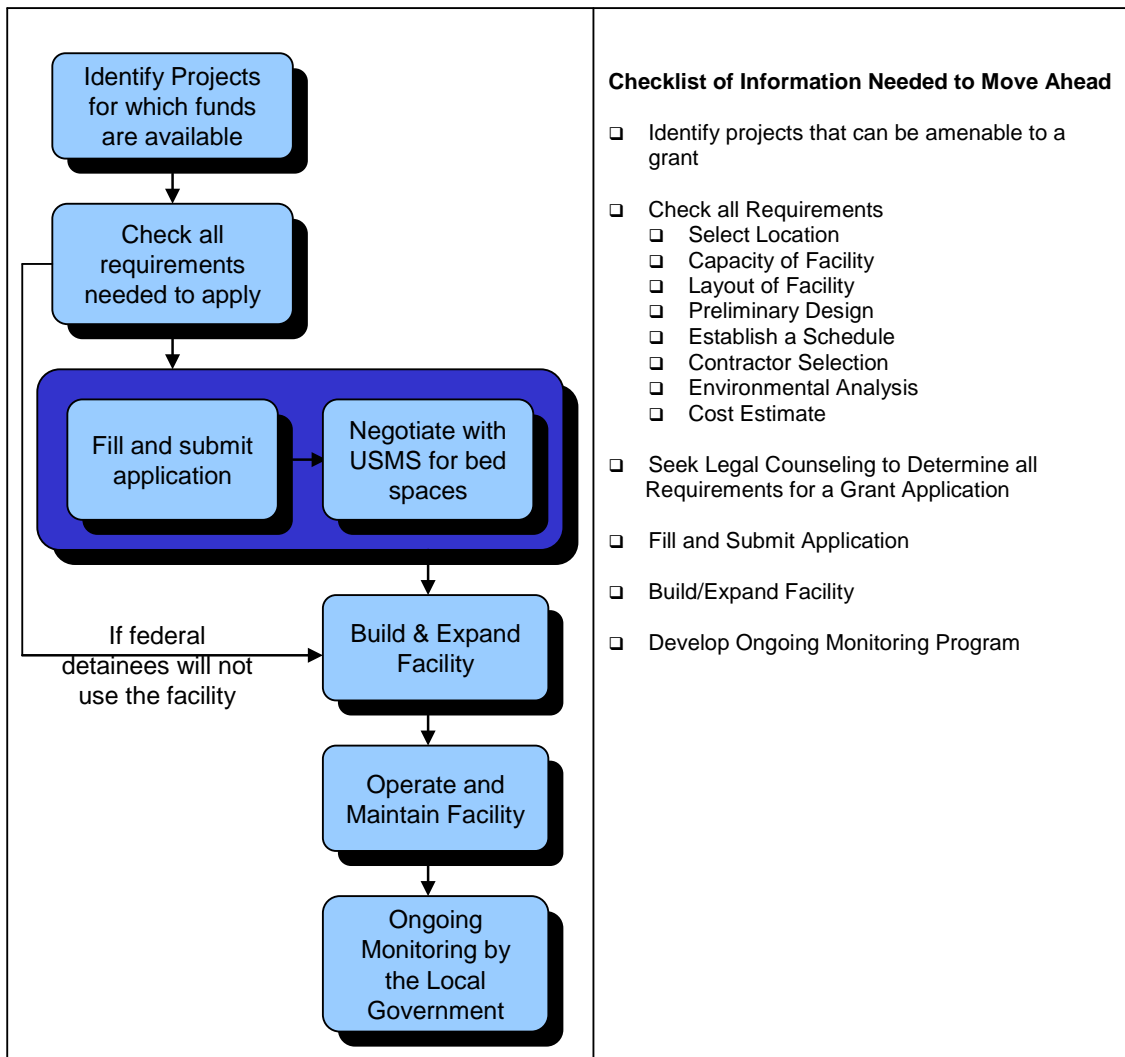 Identify Projects
for which funds
are available
Check all
requirements
needed to apply
Fill and submit
application
Negotiate with
USMS for bed
spaces
If federal
detainees will not
use the facility
Build & Expand
Facility
Operate and
Maintain Facility
Ongoing
Monitoring by
the Local
Government
Checklist of Information Needed to Move Ahead
Identify projects that can be amenable to a
grant
Check all Requirements
Select Location
Capacity of Facility
Layout of Facility
Preliminary Design
Establish a Schedule
Contractor Selection
Environmental Analysis
Cost Estimate
Seek Legal Counseling to Determine all
Requirements for a Grant Application
Fill and Submit Application
Build/Expand Facility
Develop Ongoing Monitoring Program